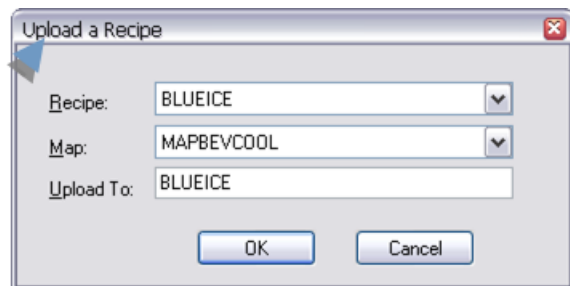 Upload a Recipe
Recipe: BLUEICE
Map: MAPBEVCOOL
Upload To: BLUEICE
OK Cancel